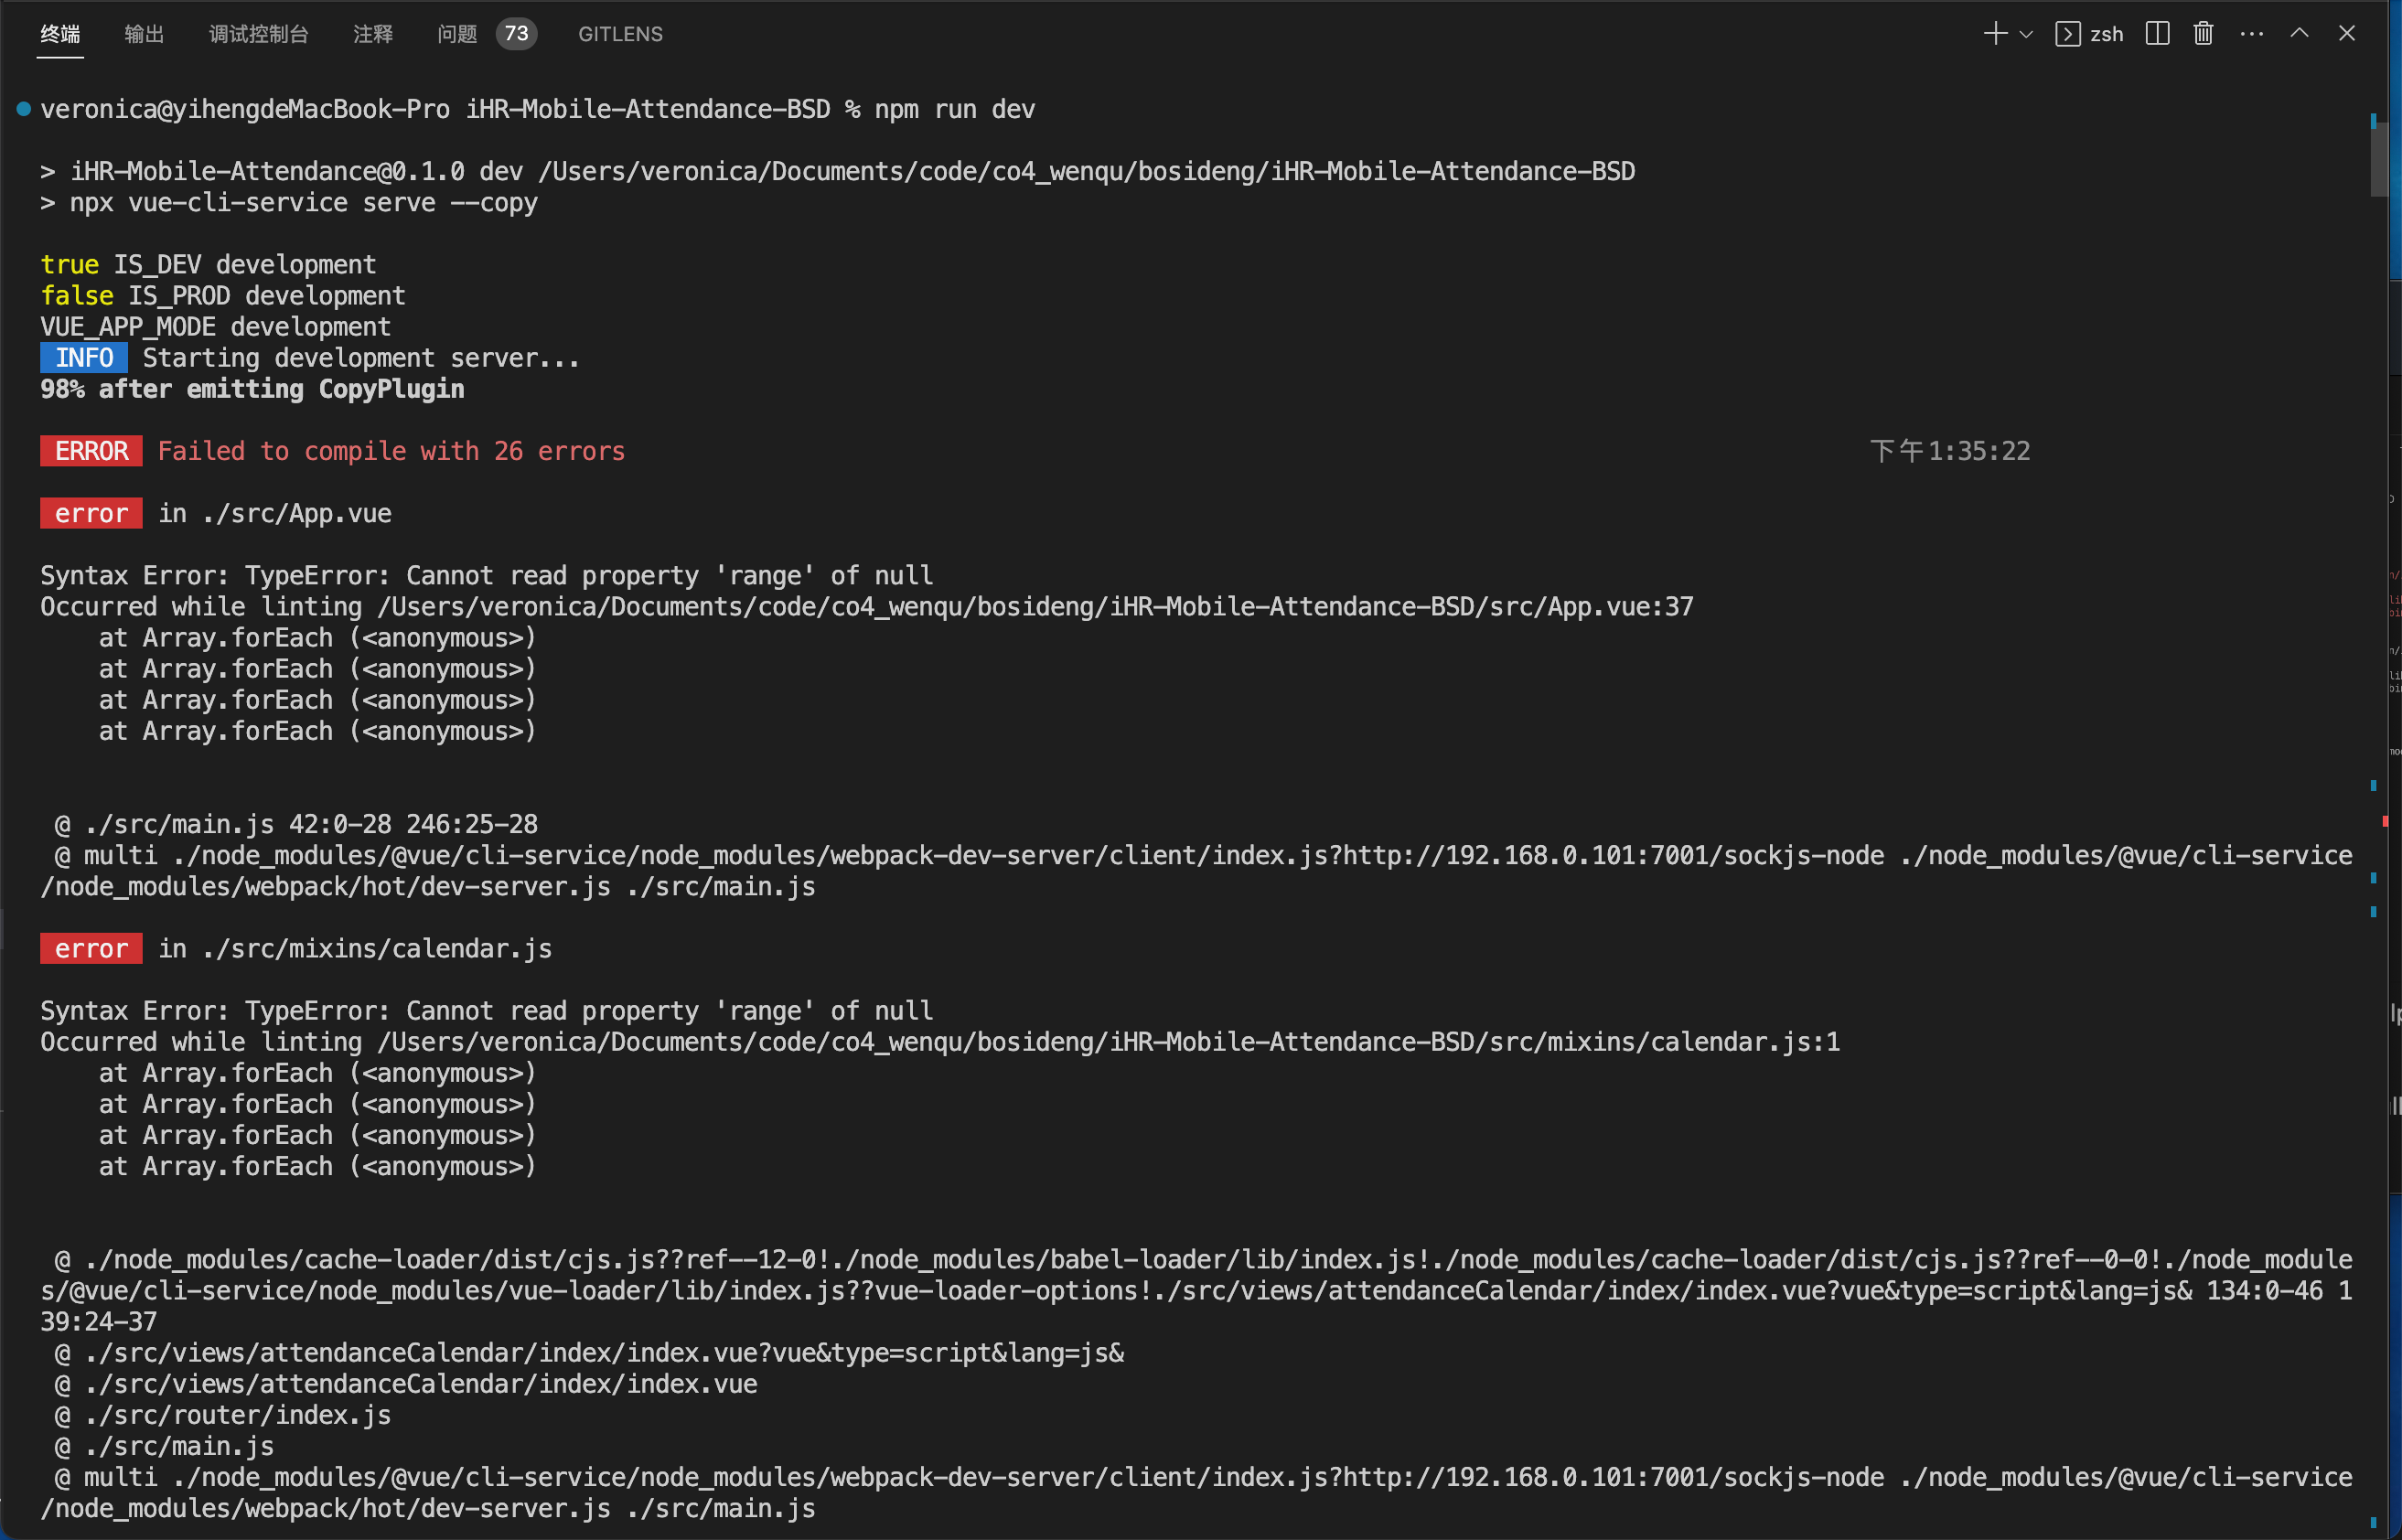 终端 输出 调试控制台 注释 问题 73 GITLENS zsh
veronica@yihengdeMacBook-Pro iHR-Mobile-Attendance-BSD % npm run dev
> iHR-Mobile-Attendance@0.1.0 dev /Users/veronica/Documents/code/co4_wenqu/bosideng/iHR-Mobile-Attendance-BSD
> npx vue-cli-service serve --copy
true IS_DEV development
false IS_PROD development
VUE_APP_MODE development
INFO Starting development server...
98% after emitting CopyPlugin
ERROR Failed to compile with 26 errors 下午1:35:22
error in ./src/App.vue
Syntax Error: TypeError: Cannot read property 'range' of null
Occurred while linting /Users/veronica/Documents/code/co4_wenqu/bosideng/iHR-Mobile-Attendance-BSD/src/App.vue:37
at Array.forEach (<anonymous>)
at Array.forEach (<anonymous>)
at Array.forEach (<anonymous>)
at Array.forEach (<anonymous>)
@ ./src/main.js 42:0-28 246:25-28
@ multi ./node_modules/@vue/cli-service/node_modules/webpack-dev-server/client/index.js?http://192.168.0.101:7001/sockjs-node ./node_modules/@vue/cli-service
/node_modules/webpack/hot/dev-server.js ./src/main.js
error in ./src/mixins/calendar.js
Syntax Error: TypeError: Cannot read property 'range' of null
Occurred while linting /Users/veronica/Documents/code/co4_wenqu/bosideng/iHR-Mobile-Attendance-BSD/src/mixins/calendar.js:1
at Array.forEach (<anonymous>)
at Array.forEach (<anonymous>)
at Array.forEach (<anonymous>)
at Array.forEach (<anonymous>)
@ ./node_modules/cache-loader/dist/cjs.js??ref--12-0!./node_modules/babel-loader/lib/index.js!./node_modules/cache-loader/dist/cjs.js??ref--0-0!./node_module
s/@vue/cli-service/node_modules/vue-loader/lib/index.js??vue-loader-options!./src/views/attendanceCalendar/index/index.vue?vue&type=script&lang=js& 134:0-46 1
39:24-37
@ ./src/views/attendanceCalendar/index/index.vue?vue&type=script&lang=js&
@ ./src/views/attendanceCalendar/index/index.vue
@ ./src/router/index.js
@ ./src/main.js
@ multi ./node_modules/@vue/cli-service/node_modules/webpack-dev-server/client/index.js?http://192.168.0.101:7001/sockjs-node ./node_modules/@vue/cli-service
/node_modules/webpack/hot/dev-server.js ./src/main.js